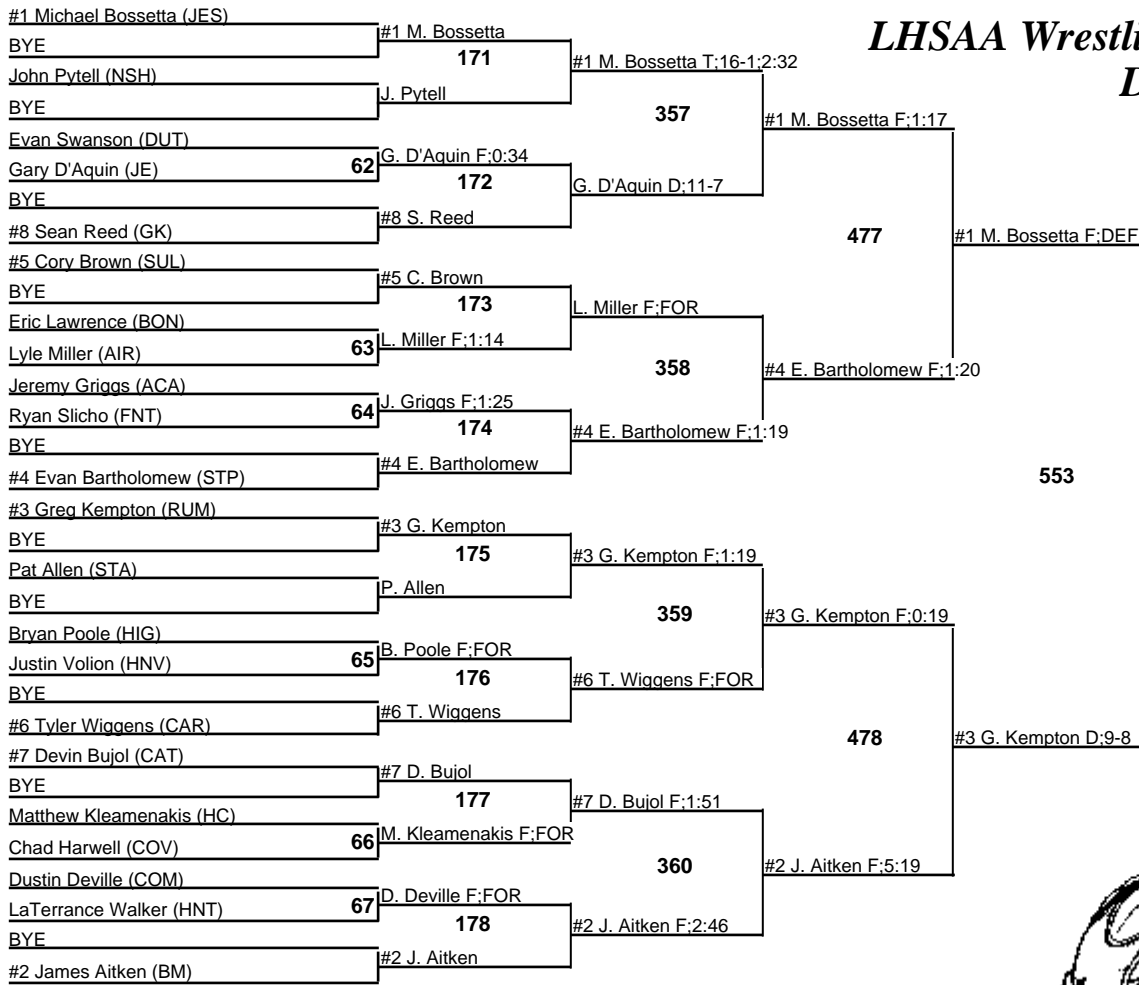 #1 Michael Bossetta (JES)
BYE
John Pytell (NSH)
BYE
Evan Swanson (DUT)
Gary D'Aquin (JE)
BYE
#8 Sean Reed (GK)
#5 Cory Brown (SUL)
BYE
Eric Lawrence (BON)
Lyle Miller (AIR)
Jeremy Griggs (ACA)
Ryan Slicho (FNT)
BYE
#4 Evan Bartholomew (STP)
#3 Greg Kempton (RUM)
BYE
Pat Allen (STA)
BYE
Bryan Poole (HIG)
Justin Volion (HNV)
BYE
#6 Tyler Wiggens (CAR)
#7 Devin Bujol (CAT)
BYE
Matthew Kleamenakis (HC)
Chad Harwell (COV)
Dustin Deville (COM)
LaTerrance Walker (HNT)
BYE
#2 James Aitken (BM)
62
63
64
65
66
67
#1 M. Bossetta
171
J. Pytell
G. D'Aquin F;0:34
172
#8 S. Reed
#5 C. Brown
173
L. Miller F;1:14
J. Griggs F;1:25
174
#4 E. Bartholomew
#3 G. Kempton
175
P. Allen
B. Poole F;FOR
176
#6 T. Wiggens
#7 D. Bujol
177
M. Kleamenakis F;FOR
D. Deville F;FOR
178
#2 J. Aitken
#1 M. Bossetta T;16-1;2:32
357
G. D'Aquin D;11-7
L. Miller F;FOR
358
#4 E. Bartholomew F;1:19
#3 G. Kempton F;1:19
359
#6 T. Wiggens F;FOR
#7 D. Bujol F;1:51
360
#2 J. Aitken F;2:46
#1 M. Bossetta F;1:17
477
#4 E. Bartholomew F;1:20
#3 G. Kempton F;0:19
478
#2 J. Aitken F;5:19
LHSAA Wrestli
D
#1 M. Bossetta F;DEF
553
#3 G. Kempton D;9-8